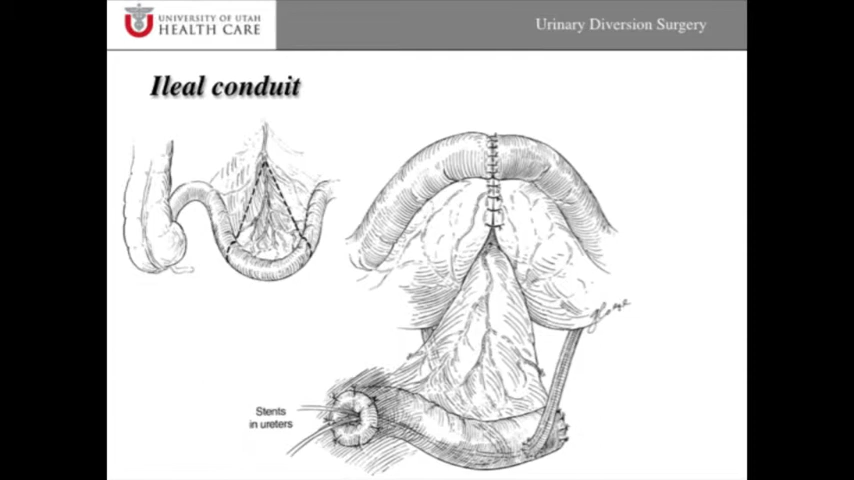 UNIVERSITY OF UTAH
HEALTH CARE
Urinary Diversion Surgery
Ileal conduit
Stents
in ureters